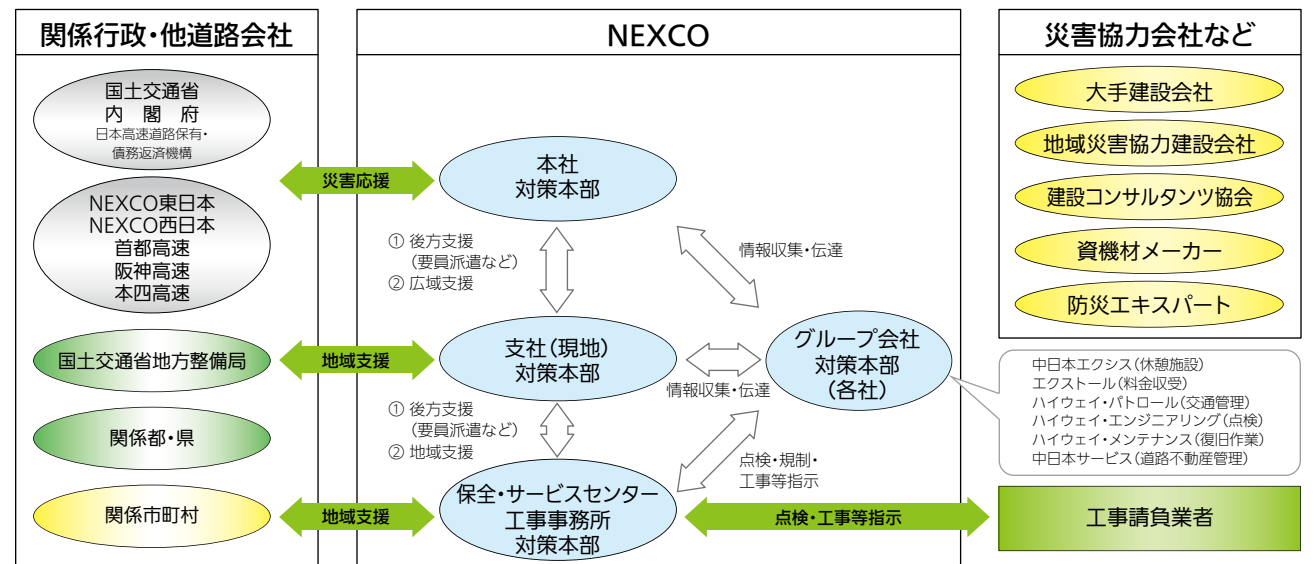 関係行政・他道路会社
国土交通省
内閣府
日本高速道路保有・
債務返済機構
NEXCO東日本
NEXCO西日本
首都高速
阪神高速
本四高速
国土交通省地方整備局
関係都・県
関係市町村
災害応援
地域支援
地域支援
NEXCO
本社
対策本部
① 後方支援
(要員派遣など)
② 広域支援
情報収集・伝達
支社(現地)
対策本部
情報収集・伝達
グループ会社
対策本部
(各社)
① 後方支援
(要員派遣など)
② 地域支援
点検・規制・
工事等指示
保全・サービスセンター
工事事務所
対策本部
点検・工事等指示
災害協力会社など
大手建設会社
地域災害協力建設会社
建設コンサルタンツ協会
資機材メーカー
防災エキスパート
中日本エクシス(休憩施設)
エクストール(料金収受)
ハイウェイ・パトロール(交通管理)
ハイウェイ・エンジニアリング(点検)
ハイウェイ・メンテナンス(復旧作業)
中日本サービス(道路不動産管理)
工事請負業者